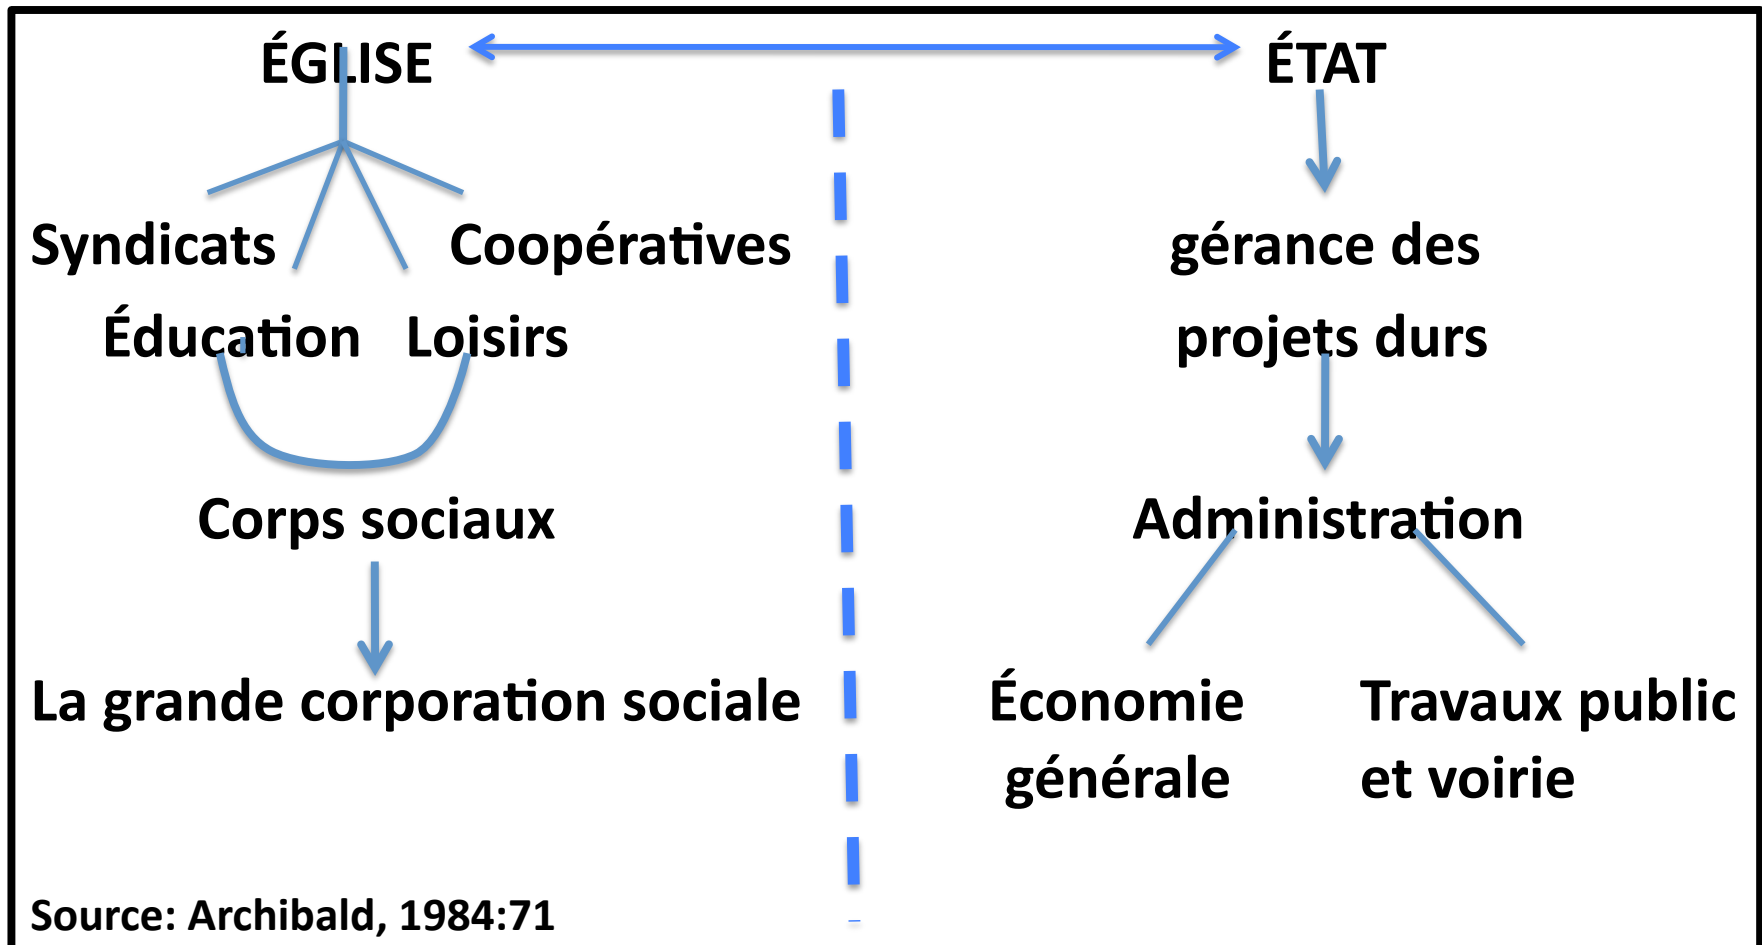 ÉGLISE
ÉTAT
Syndicats
Coopératives
Éducation
Loisirs
Corps sociaux
La grande corporation sociale
gérance des
projets durs
Administration
Économie
générale
Travaux public
et voirie
Source: Archibald, 1984:71